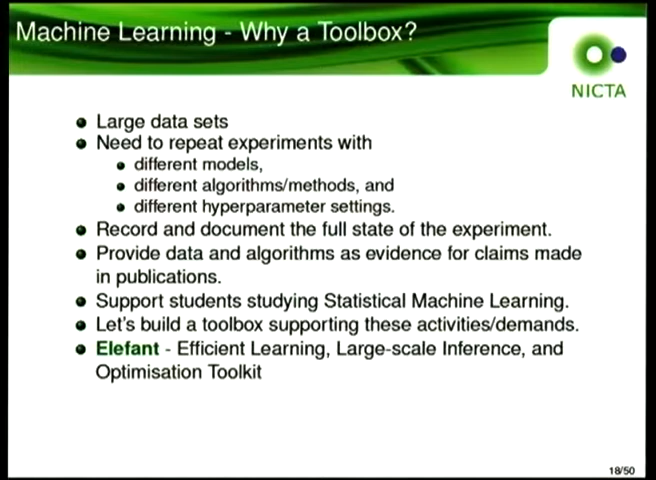 Machine Learning - Why a Toolbox?
NICTA
Large data sets
Need to repeat experiments with
different models,
different algorithms/methods, and
different hyperparameter settings.
Record and document the full state of the experiment.
Provide data and algorithms as evidence for claims made
in publications.
Support students studying Statistical Machine Learning.
Let's build a toolbox supporting these activities/demands.
Elefant - Efficient Learning, Large-scale Inference, and
Optimisation Toolkit
18/50